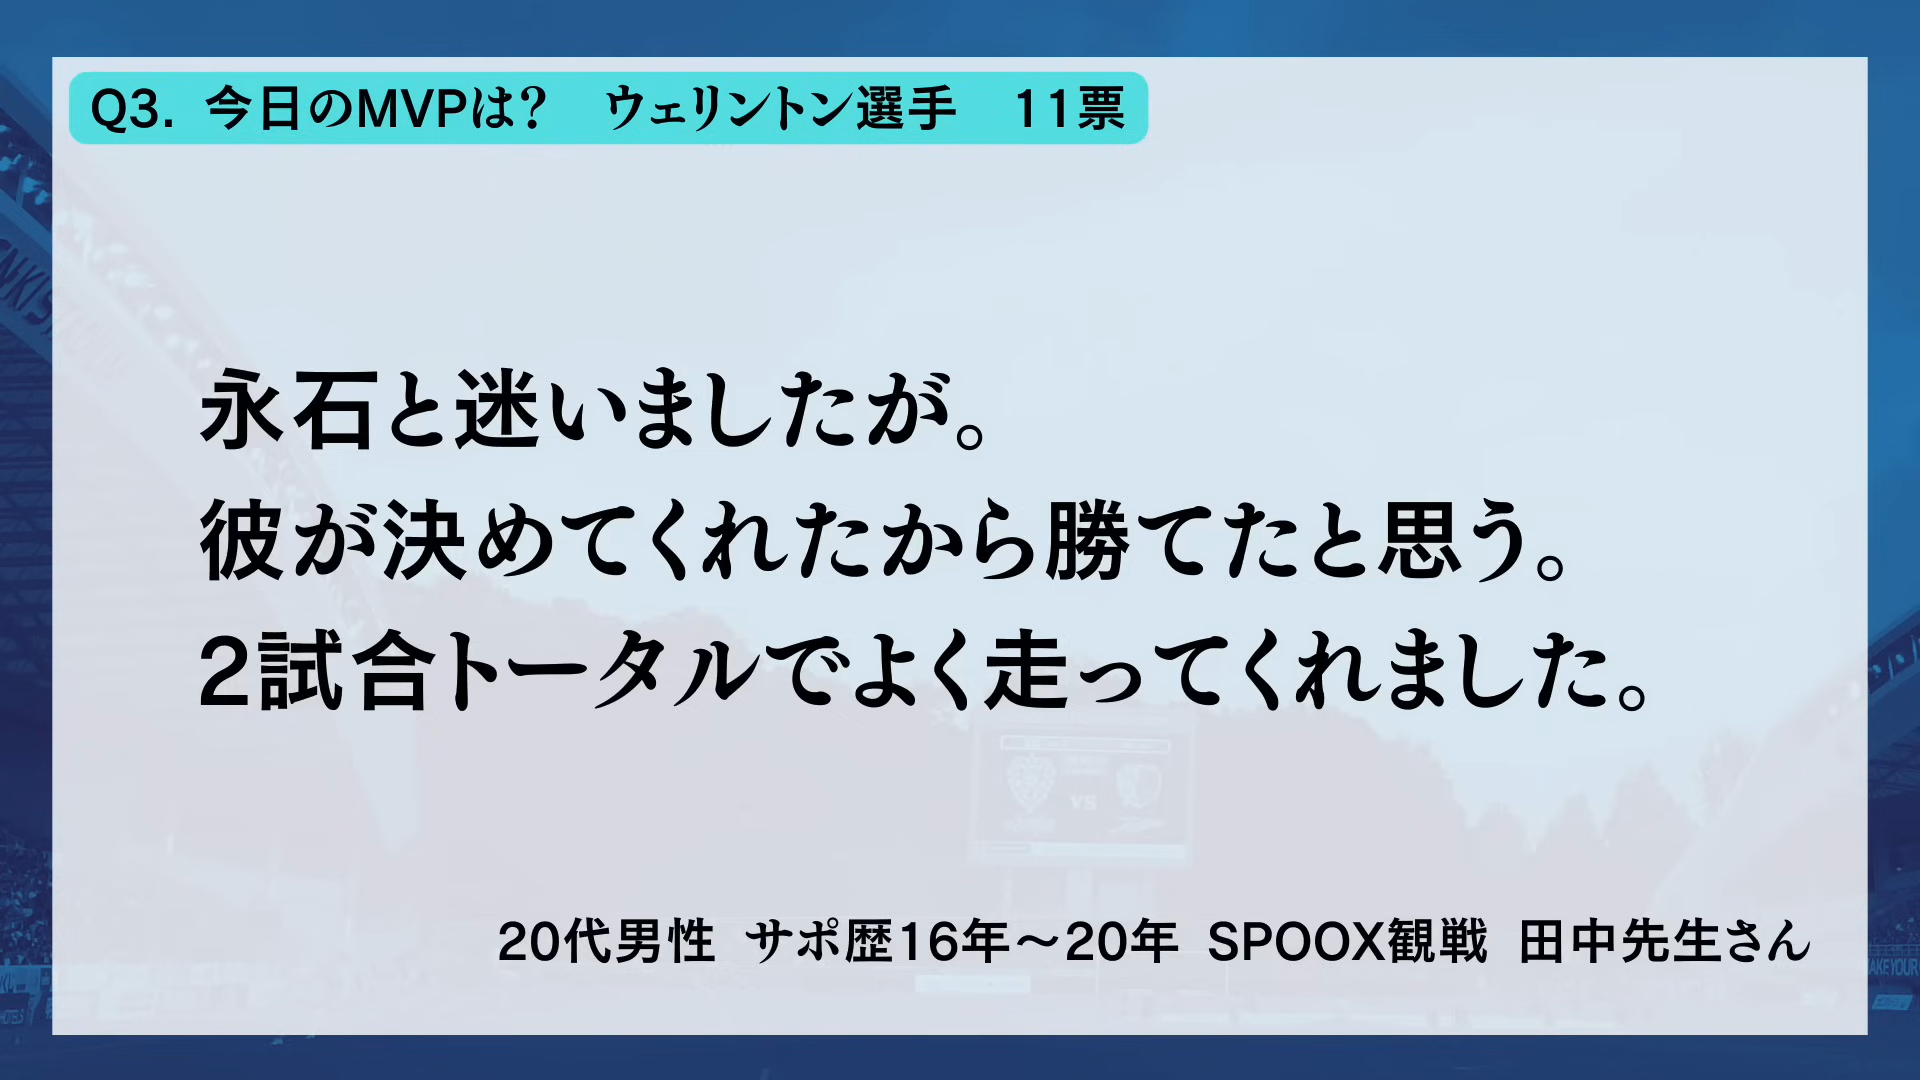 Q3. 今日のMVPは？　ウェリントン選手　11票
永石と迷いましたが。
彼が決めてくれたから勝てたと思う。
2試合トータルでよく走ってくれました。
VS
20代男性 サポ歴16年～20年 SPOOX観戦 田中先生さん